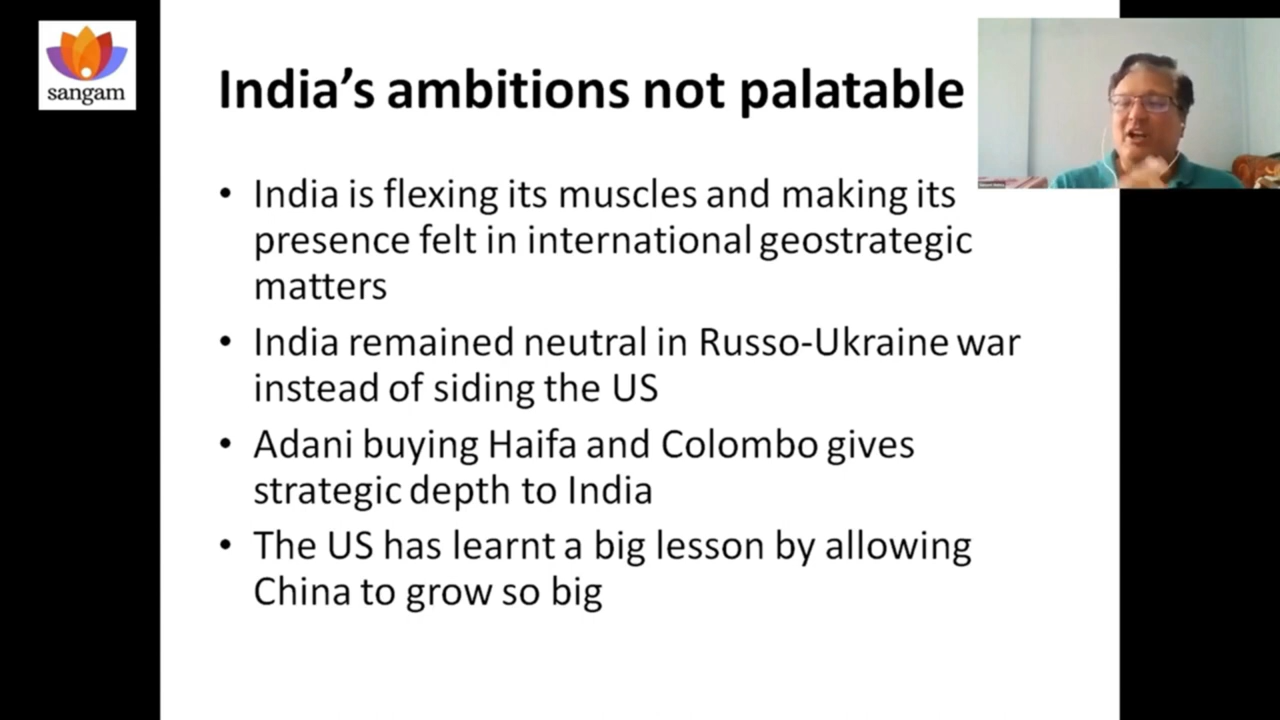 sangam
India's ambitions not palatable
• India is flexing its muscles and making its
presence felt in international geostrategic
matters
• India remained neutral in Russo-Ukraine war
instead of siding the US
• Adani buying Haifa and Colombo gives
strategic depth to India
• The US has learnt a big lesson by allowing
China to grow so big